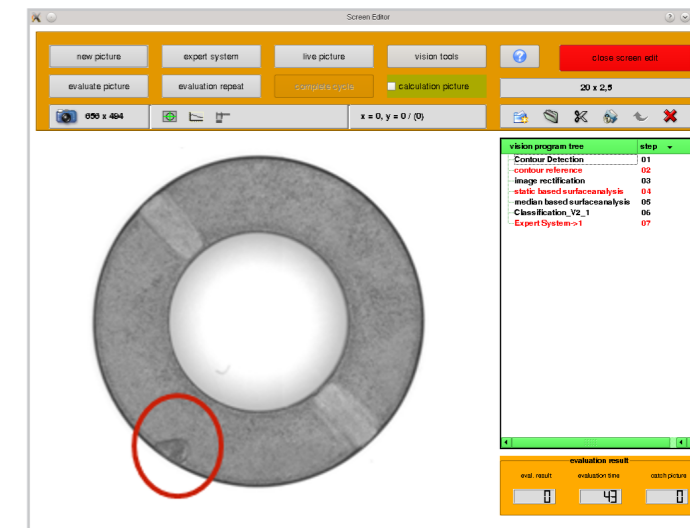 Screen Editor
new picture expert system live picture vision tools close screen edit
evaluate picture evaluation repeat complete cycle calculation picture 20 x 2,5
656 x 494 x = 0, y = 0 / {0}
vision program tree step
Contour Detection 01
contour reference 02
image rectification 03
static based surfaceanalysis 04
median based surfaceanalysis 05
Classification_V2_1 06
Expert System->1 07
evaluation result
eval. result evaluation time catch picture
0 43 0